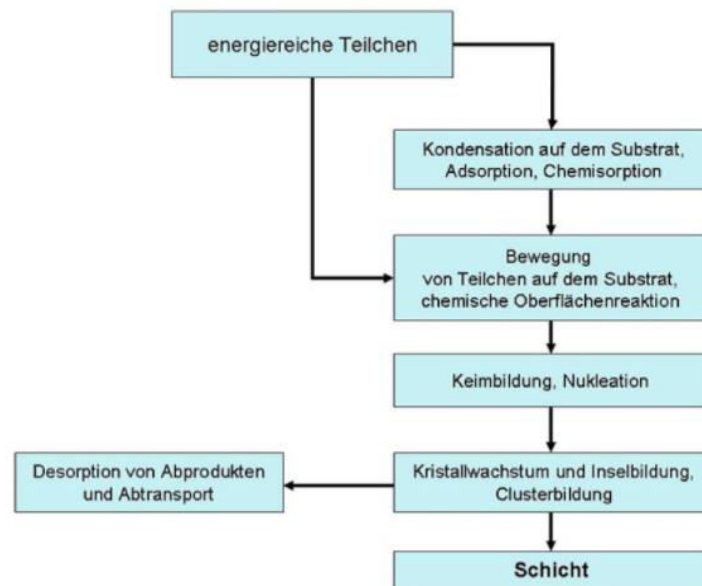 energiereiche Teilchen
Kondensation auf dem Substrat,
Adsorption, Chemisorption
Bewegung
von Teilchen auf dem Substrat,
chemische Oberflächenreaktion
Keimbildung, Nukleation
Desorption von Abprodukten
und Abtransport
Kristallwachstum und Inselbildung,
Clusterbildung
Schicht